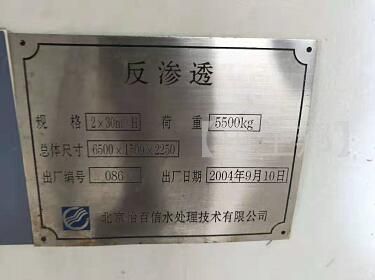 反渗透
规 格 2×30m³/H 荷 重 5500kg
总体尺寸 6500×1500×2250
出厂编号 086 出厂日期 2004年9月10日
北京怡百信水处理技术有限公司